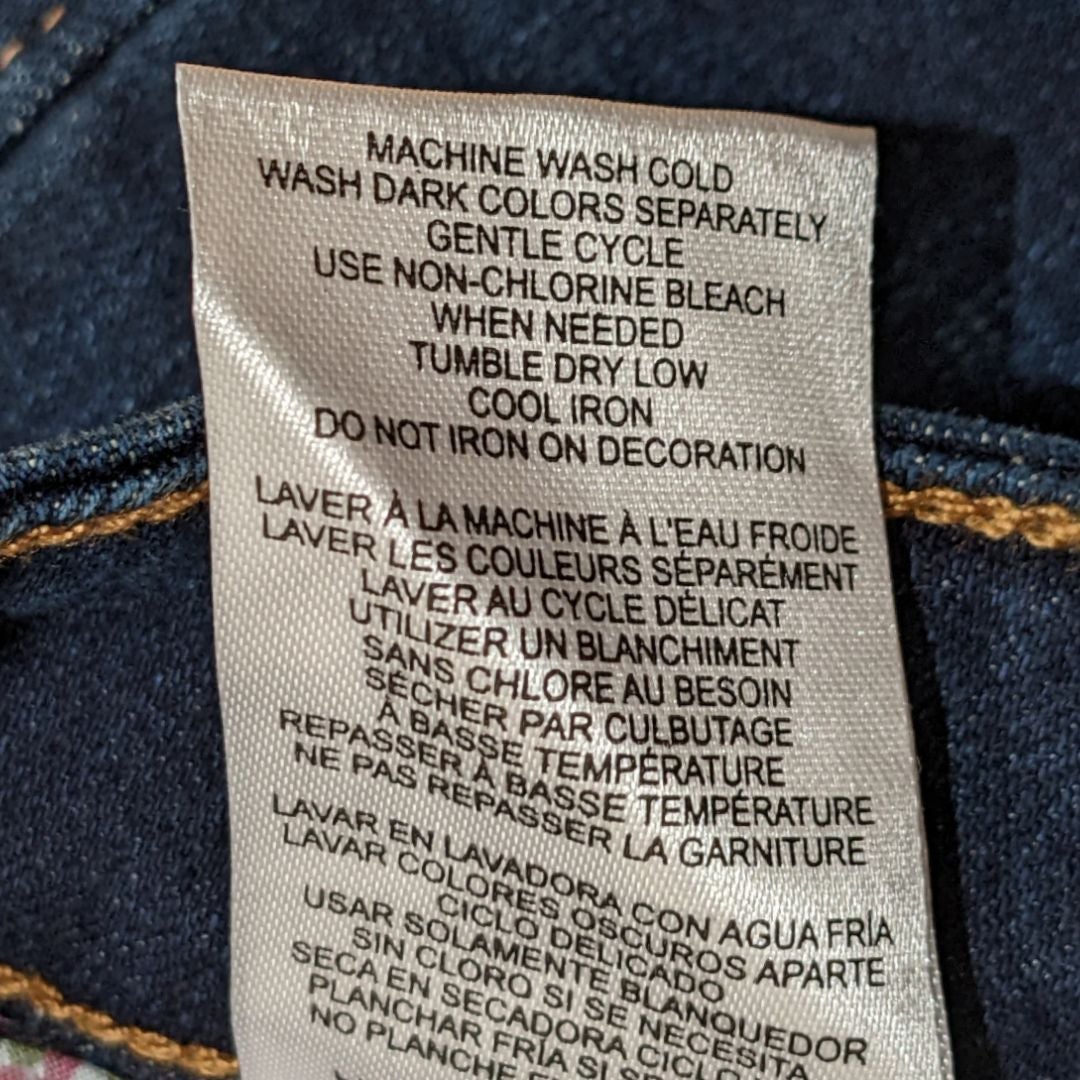 MACHINE WASH COLD
WASH DARK COLORS SEPARATELY
GENTLE CYCLE
USE NON-CHLORINE BLEACH
WHEN NEEDED
TUMBLE DRY LOW
COOL IRON
DO NOT IRON ON DECORATION
LAVER À LA MACHINE À L'EAU FROIDE
LAVER LES COULEURS SÉPARÉMENT
LAVER AU CYCLE DÉLICAT
UTILIZER UN BLANCHIMENT
SANS CHLORE AU BESOIN
SÉCHER PAR CULBUTAGE
À BASSE TEMPÉRATURE
REPASSER À BASSE TEMPÉRATURE
NE PAS REPASSER LA GARNITURE
LAVAR EN LAVADORA CON AGUA FRÍA
LAVAR COLORES OSCUROS APARTE
CICLO DELICADO
USAR SOLAMENTE BLANQUEDOR
SIN CLORO SI SE NECESITA
SECA EN SECADORA CICLO
PLANCHAR FRÍA SI
NO PLANCHE